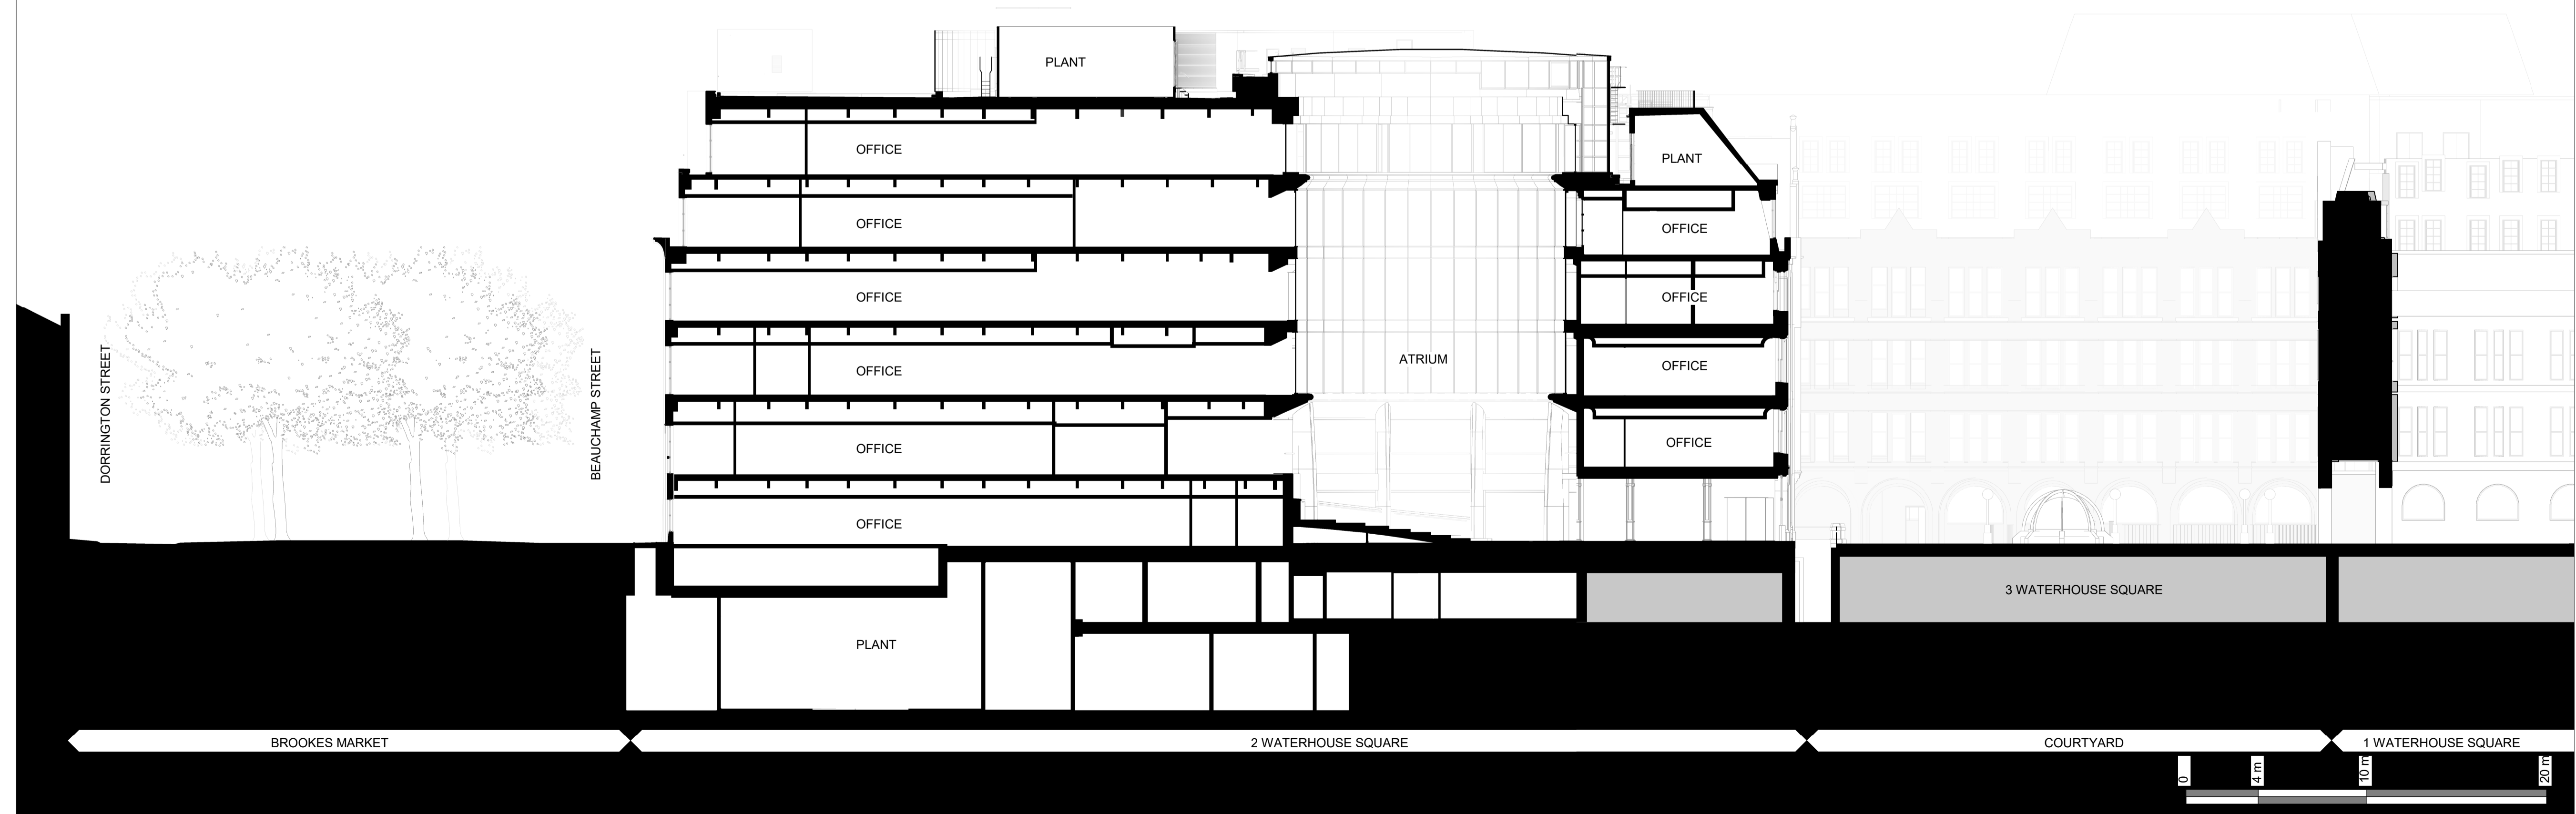 PLANT
OFFICE
PLANT
OFFICE
OFFICE
OFFICE
OFFICE
OFFICE
ATRIUM
OFFICE
OFFICE
DORRINGTON STREET
BEAUCHAMP STREET
OFFICE
OFFICE
OFFICE
3 WATERHOUSE SQUARE
PLANT
BROOKES MARKET
2 WATERHOUSE SQUARE
COURTYARD
1 WATERHOUSE SQUARE
0
4 m
10 m
20 m